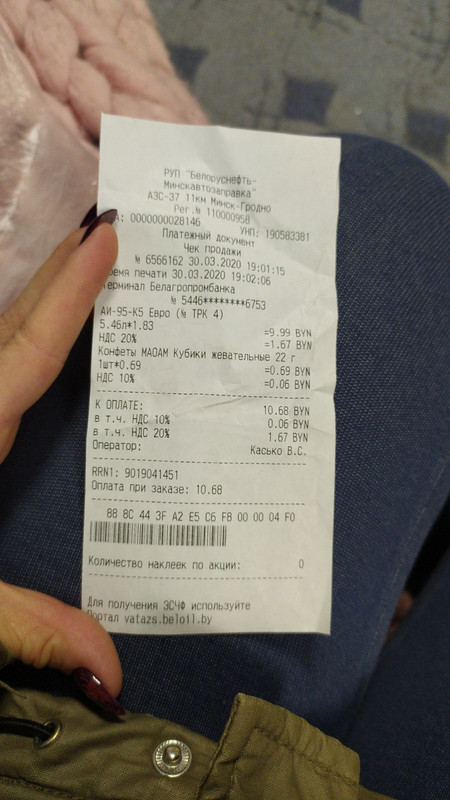 РУП "Белоруснефть-
Минскавтозаправка"
АЗС-37 11км Минск-Гродно
Рег.№ 110000958
А: 0000000028146 УНП: 190583381
Платежный документ
Чек продажи
№ 6566162 30.03.2020 19:01:15
ремя печати 30.03.2020 19:02:06
ерминал Белагропромбанка
№ 5446********6753
АИ-95-К5 Евро (№ ТРК 4)
5.46л*1.83 =9.99 BYN
НДС 20% =1.67 BYN
Конфеты МАОАМ Кубики жевательные 22 г
1шт*0.69 =0.69 BYN
НДС 10% =0.06 BYN
К ОПЛАТЕ: 10.68 BYN
в т.ч. НДС 10% 0.06 BYN
в т.ч. НДС 20% 1.67 BYN
Оператор: Касько В.С.
RRN1: 9019041451
Оплата при заказе: 10.68
88 8C 44 3F A2 E5 C6 F8 00 00 04 F0
Количество наклеек по акции: 0
Для получения ЭСЧФ используйте
Портал vatazs.beloil.by